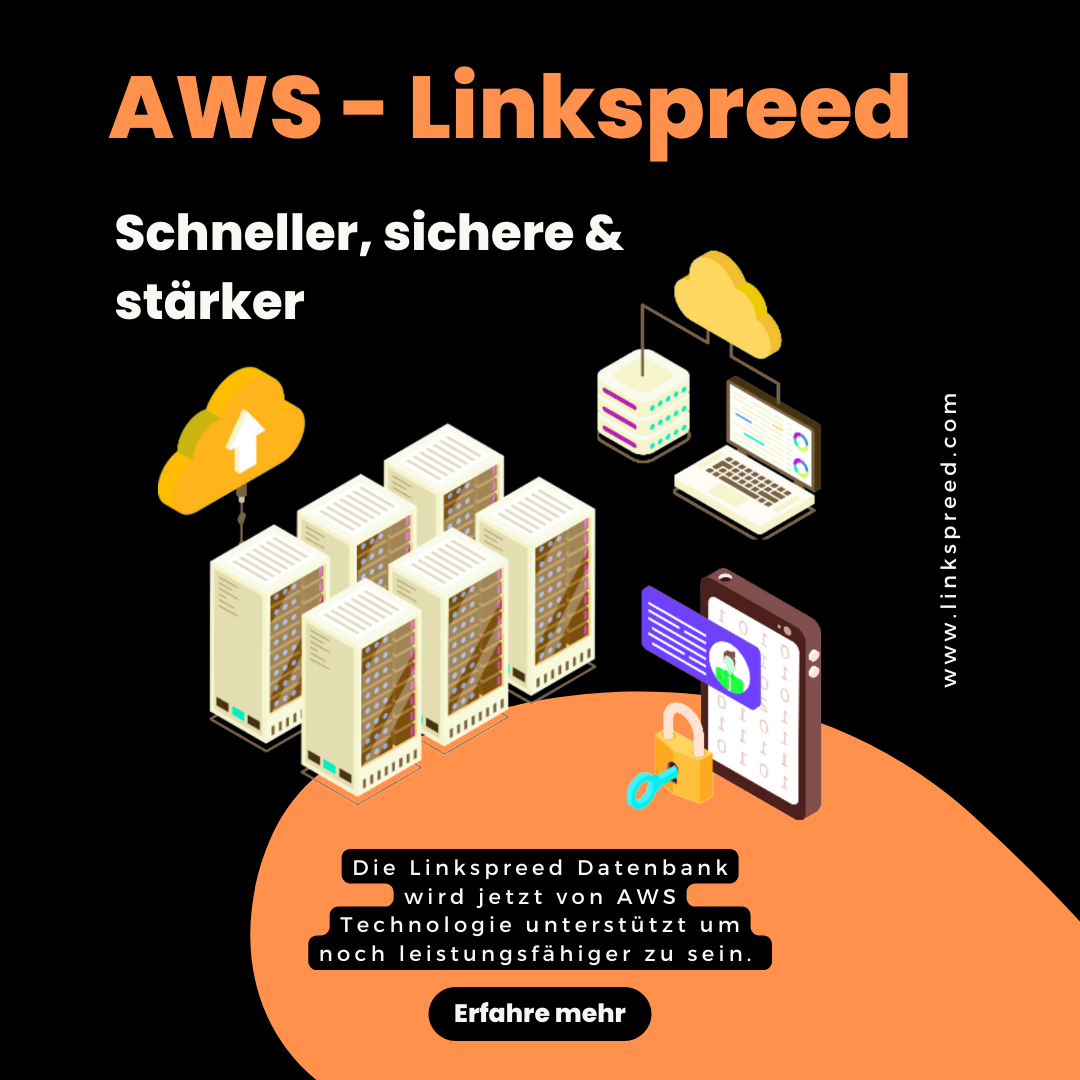 AWS - Linkspreed
Schneller, sichere &
stärker
www.linkspreed.com
Die Linkspreed Datenbank
wird jetzt von AWS
Technologie unterstützt um
noch leistungsfähiger zu sein.
Erfahre mehr